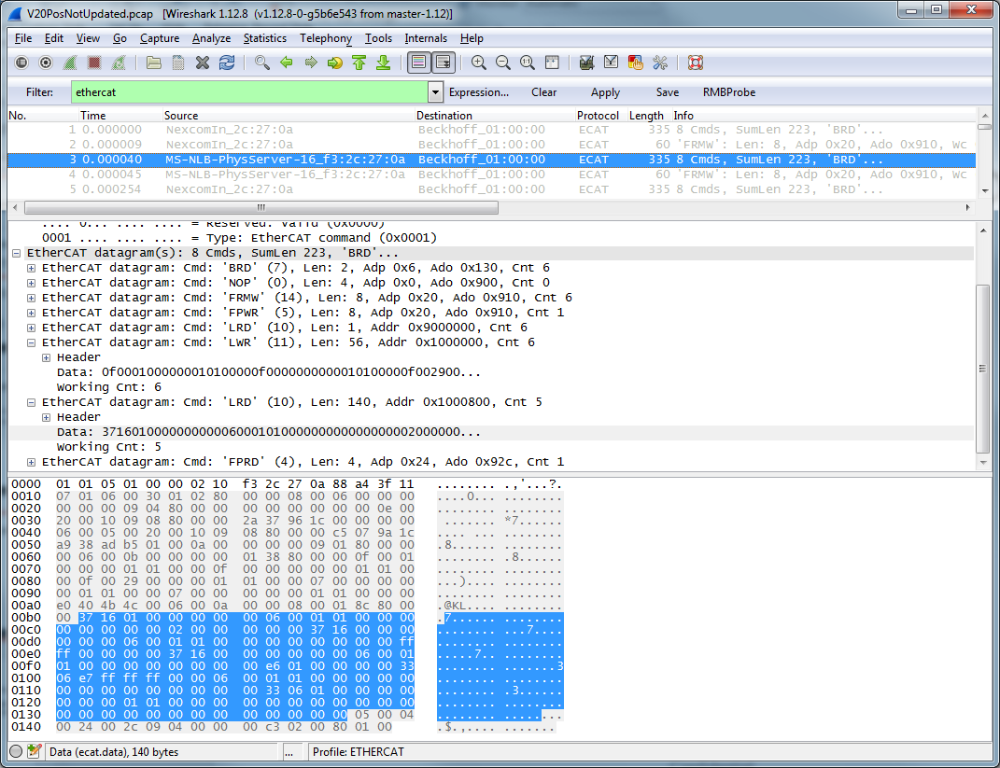 V20PosNotUpdated.pcap [Wireshark 1.12.8 (v1.12.8-0-g5b6e543 from master-1.12)]
File Edit View Go Capture Analyze Statistics Telephony Tools Internals Help
Filter: ethercat Expression... Clear Apply Save RMBProbe
No. Time Source Destination Protocol Length Info
1 0.000000 NexcomIn_2c:27:0a Beckhoff_01:00:00 ECAT 335 8 Cmds, SumLen 223, 'BRD'...
2 0.000009 NexcomIn_2c:27:0a Beckhoff_01:00:00 ECAT 60 'FRMW': Len: 8, Adp 0x20, Ado 0x910, Wc
3 0.000040 MS-NLB-PhysServer-16_f3:2c:27:0a Beckhoff_01:00:00 ECAT 335 8 Cmds, SumLen 223, 'BRD'...
4 0.000045 MS-NLB-PhysServer-16_f3:2c:27:0a Beckhoff_01:00:00 ECAT 60 'FRMW': Len: 8, Adp 0x20, Ado 0x910, Wc
5 0.000254 NexcomIn_2c:27:0a Beckhoff_01:00:00 ECAT 335 8 Cmds, SumLen 223, 'BRD'...
.... 0... .... .... = Reserved: Valid (0x0000)
0001 .... .... .... = Type: EtherCAT command (0x0001)
EtherCAT datagram(s): 8 Cmds, SumLen 223, 'BRD'...
EtherCAT datagram: Cmd: 'BRD' (7), Len: 2, Adp 0x6, Ado 0x130, Cnt 6
EtherCAT datagram: Cmd: 'NOP' (0), Len: 4, Adp 0x0, Ado 0x900, Cnt 0
EtherCAT datagram: Cmd: 'FRMW' (14), Len: 8, Adp 0x20, Ado 0x910, Cnt 6
EtherCAT datagram: Cmd: 'FPWR' (5), Len: 8, Adp 0x20, Ado 0x910, Cnt 1
EtherCAT datagram: Cmd: 'LRD' (10), Len: 1, Addr 0x9000000, Cnt 6
EtherCAT datagram: Cmd: 'LWR' (11), Len: 56, Addr 0x1000000, Cnt 6
Header
Data: 0f0001000000010100000f0000000000010100000f002900...
Working Cnt: 6
EtherCAT datagram: Cmd: 'LRD' (10), Len: 140, Addr 0x1000800, Cnt 5
Header
Data: 371601000000000006000101000000000000000002000000...
Working Cnt: 5
EtherCAT datagram: Cmd: 'FPRD' (4), Len: 4, Adp 0x24, Ado 0x92c, Cnt 1
0000 01 01 05 01 00 00 02 10 f3 2c 27 0a 88 a4 3f 11 ........ .,'...?.
0010 07 01 06 00 30 01 02 80 00 00 08 00 06 00 00 00 ....0... ........
0020 00 00 00 09 04 80 00 00 00 00 00 00 00 00 0e 00 ........ ........
0030 20 00 10 09 08 80 00 00 2a 37 96 1c 00 00 00 00  ....... *7......
0040 06 00 05 00 20 00 10 09 08 80 00 00 c5 07 9a 1c .... ... ........
0050 a9 38 ad b5 01 00 0a 00 00 00 00 09 01 80 00 00 .8...... ........
0060 00 06 00 0b 00 00 00 00 01 38 80 00 00 0f 00 01 ........ .8......
0070 00 00 00 01 01 00 00 0f 00 00 00 00 00 01 01 00 ........ ........
0080 00 0f 00 29 00 00 00 01 01 00 00 07 00 00 00 00 ...).... ........
0090 00 01 01 00 00 07 00 00 00 00 00 01 01 00 00 00 ........ ........
00a0 e0 40 4b 4c 00 06 00 0a 00 00 08 00 01 8c 80 00 .@KL.... ........
00b0 00 37 16 01 00 00 00 00 00 06 00 01 01 00 00 00 .7...... ........
00c0 00 00 00 00 00 02 00 00 00 00 00 37 16 00 00 00 ........ ...7....
00d0 00 00 00 06 00 01 01 00 00 00 00 00 00 00 00 ff ........ ........
00e0 ff 00 00 00 00 37 16 00 00 00 00 00 00 06 00 01 .....7.. ........
00f0 01 00 00 00 00 00 00 00 00 e6 01 00 00 00 00 33 ........ .......3
0100 06 e7 ff ff ff 00 00 06 00 01 01 00 00 00 00 00 ........ ........
0110 00 00 00 00 00 00 00 00 00 33 06 01 00 00 00 00 ........ .3......
0120 00 00 00 01 01 00 00 00 00 00 00 00 00 00 00 00 ........ ........
0130 00 00 00 00 00 00 00 00 00 00 00 00 00 05 00 04 ........ ........
0140 00 24 00 2c 09 04 00 00 00 c3 02 00 80 01 00 .$.,.... .......
Data (ecat.data), 140 bytes ... Profile: ETHERCAT